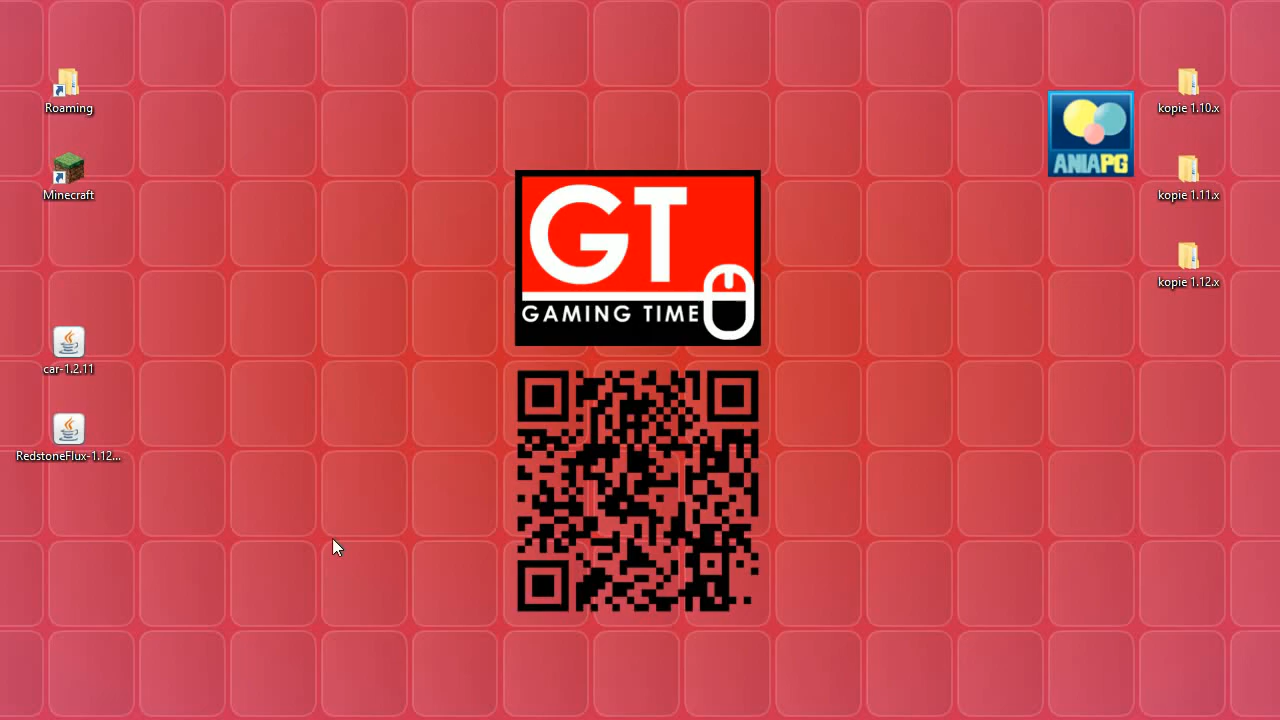 Roaming
Minecraft
car-1.2.11
RedstoneFlux-1.12...
GT
GAMING TIME
ANIAPG
kopie 1.10.x
kopie 1.11.x
kopie 1.12.x